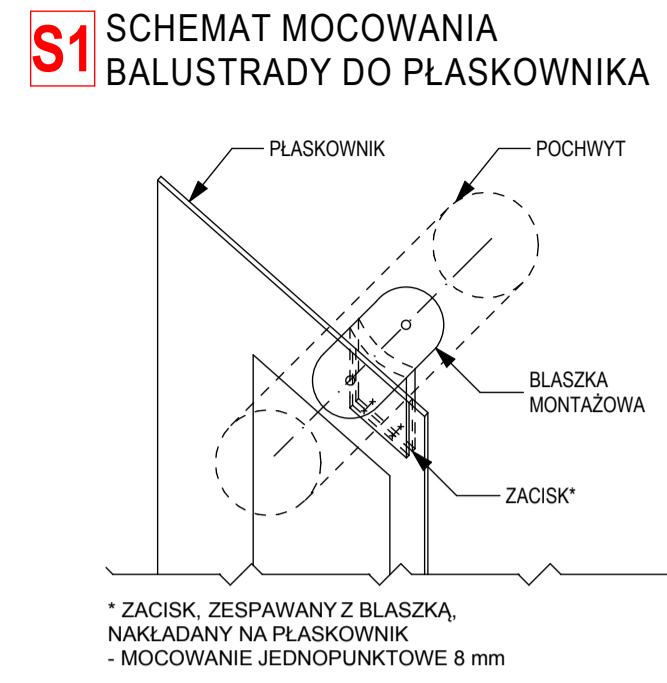 S1 SCHEMAT MOCOWANIA
BALUSTRADY DO PŁASKOWNIKA
PŁASKOWNIK
POCHWYT
BLASZKA
MONTAŻOWA
ZACISK*
* ZACISK, ZESPAWANY Z BLASZKĄ,
NAKŁADANY NA PŁASKOWNIK
- MOCOWANIE JEDNOPUNKTOWE 8 mm